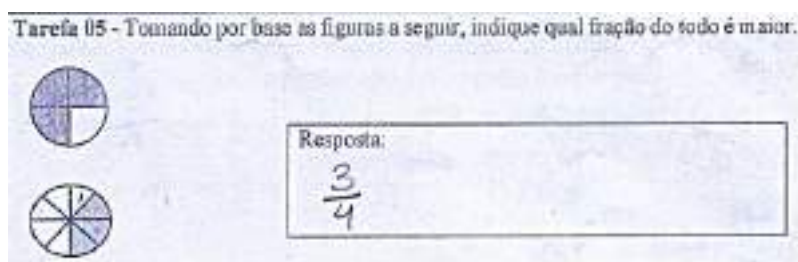 Tarefa 05 - Tomando por base as figuras a seguir, indique qual fração do todo é maior.
Resposta:
3
4